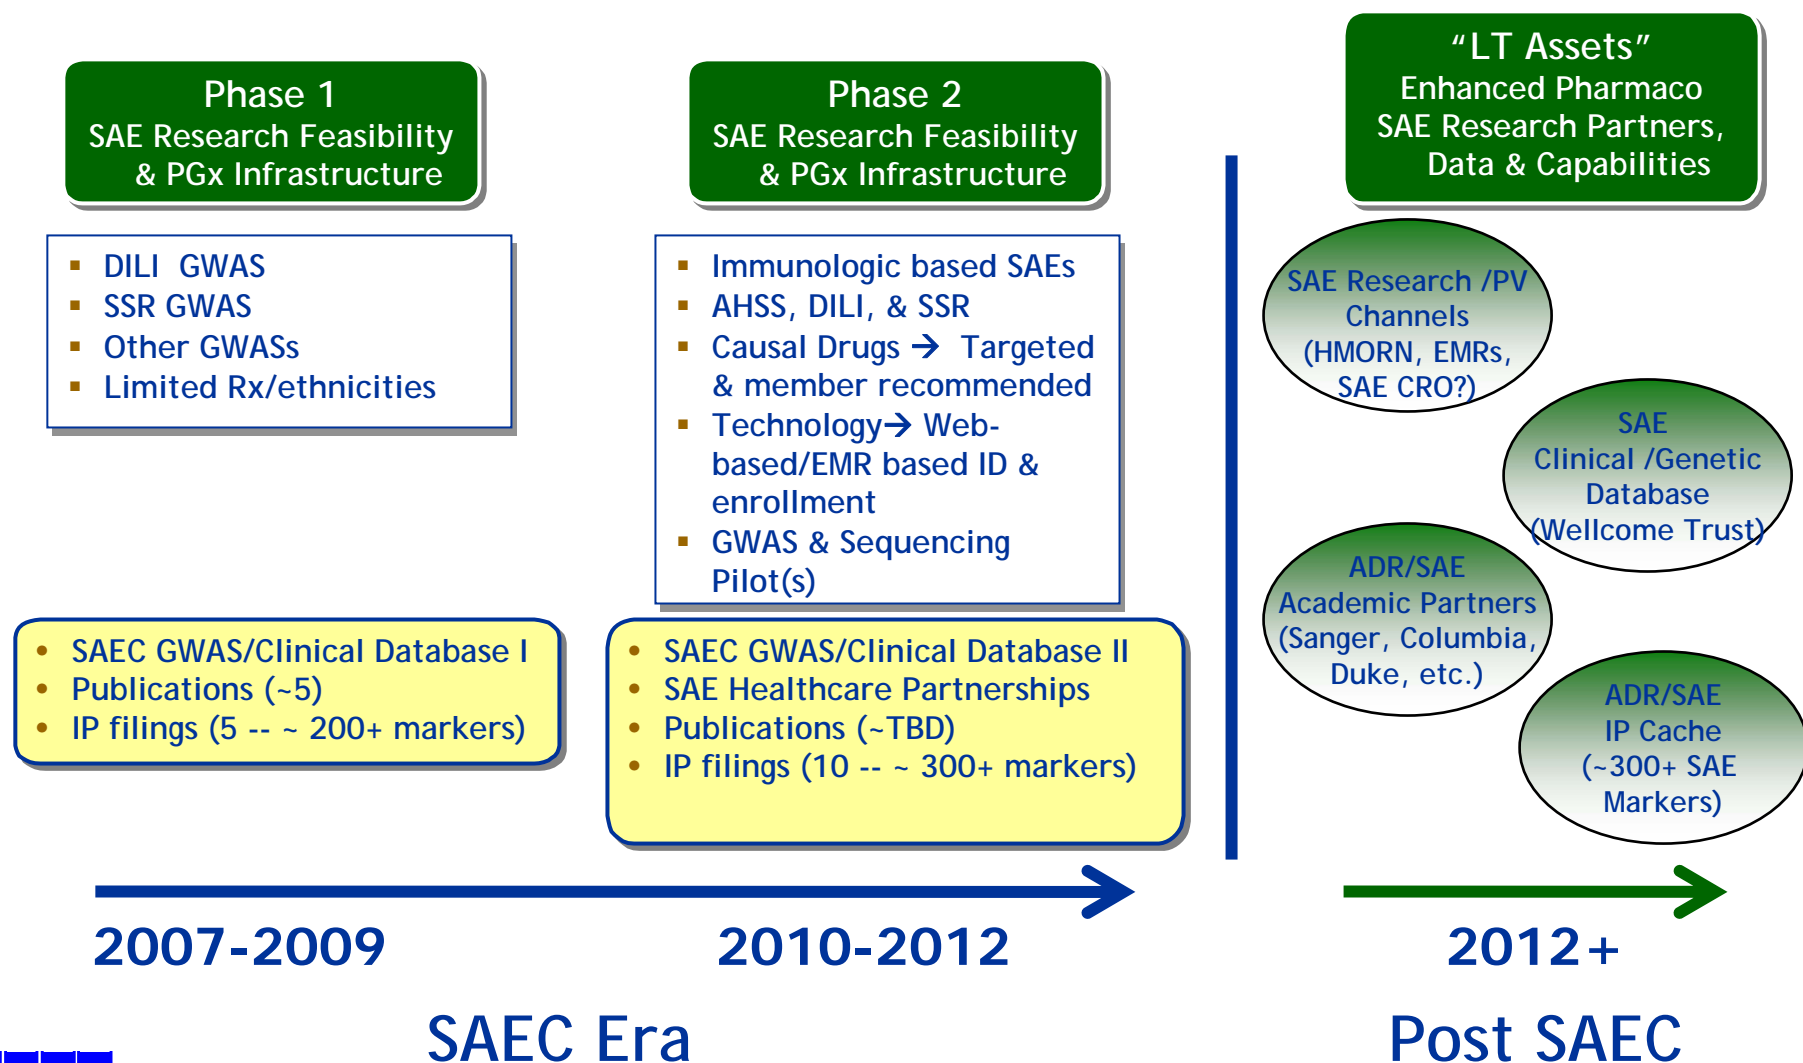 Phase 1
SAE Research Feasibility
& PGx Infrastructure
▪ DILI GWAS
▪ SSR GWAS
▪ Other GWASs
▪ Limited Rx/ethnicities
• SAEC GWAS/Clinical Database I
• Publications (~5)
• IP filings (5 -- ~ 200+ markers)
Phase 2
SAE Research Feasibility
& PGx Infrastructure
▪ Immunologic based SAEs
▪ AHSS, DILI, & SSR
▪ Causal Drugs → Targeted
& member recommended
▪ Technology→ Web-
based/EMR based ID &
enrollment
▪ GWAS & Sequencing
Pilot(s)
• SAEC GWAS/Clinical Database II
• SAE Healthcare Partnerships
• Publications (~TBD)
• IP filings (10 -- ~ 300+ markers)
“LT Assets”
Enhanced Pharmaco
SAE Research Partners,
Data & Capabilities
SAE Research /PV
Channels
(HMORN, EMRs,
SAE CRO?)
SAE
Clinical /Genetic
Database
(Wellcome Trust)
ADR/SAE
Academic Partners
(Sanger, Columbia,
Duke, etc.)
ADR/SAE
IP Cache
(~300+ SAE
Markers)
2007-2009
2010-2012
2012+
SAEC Era
Post SAEC